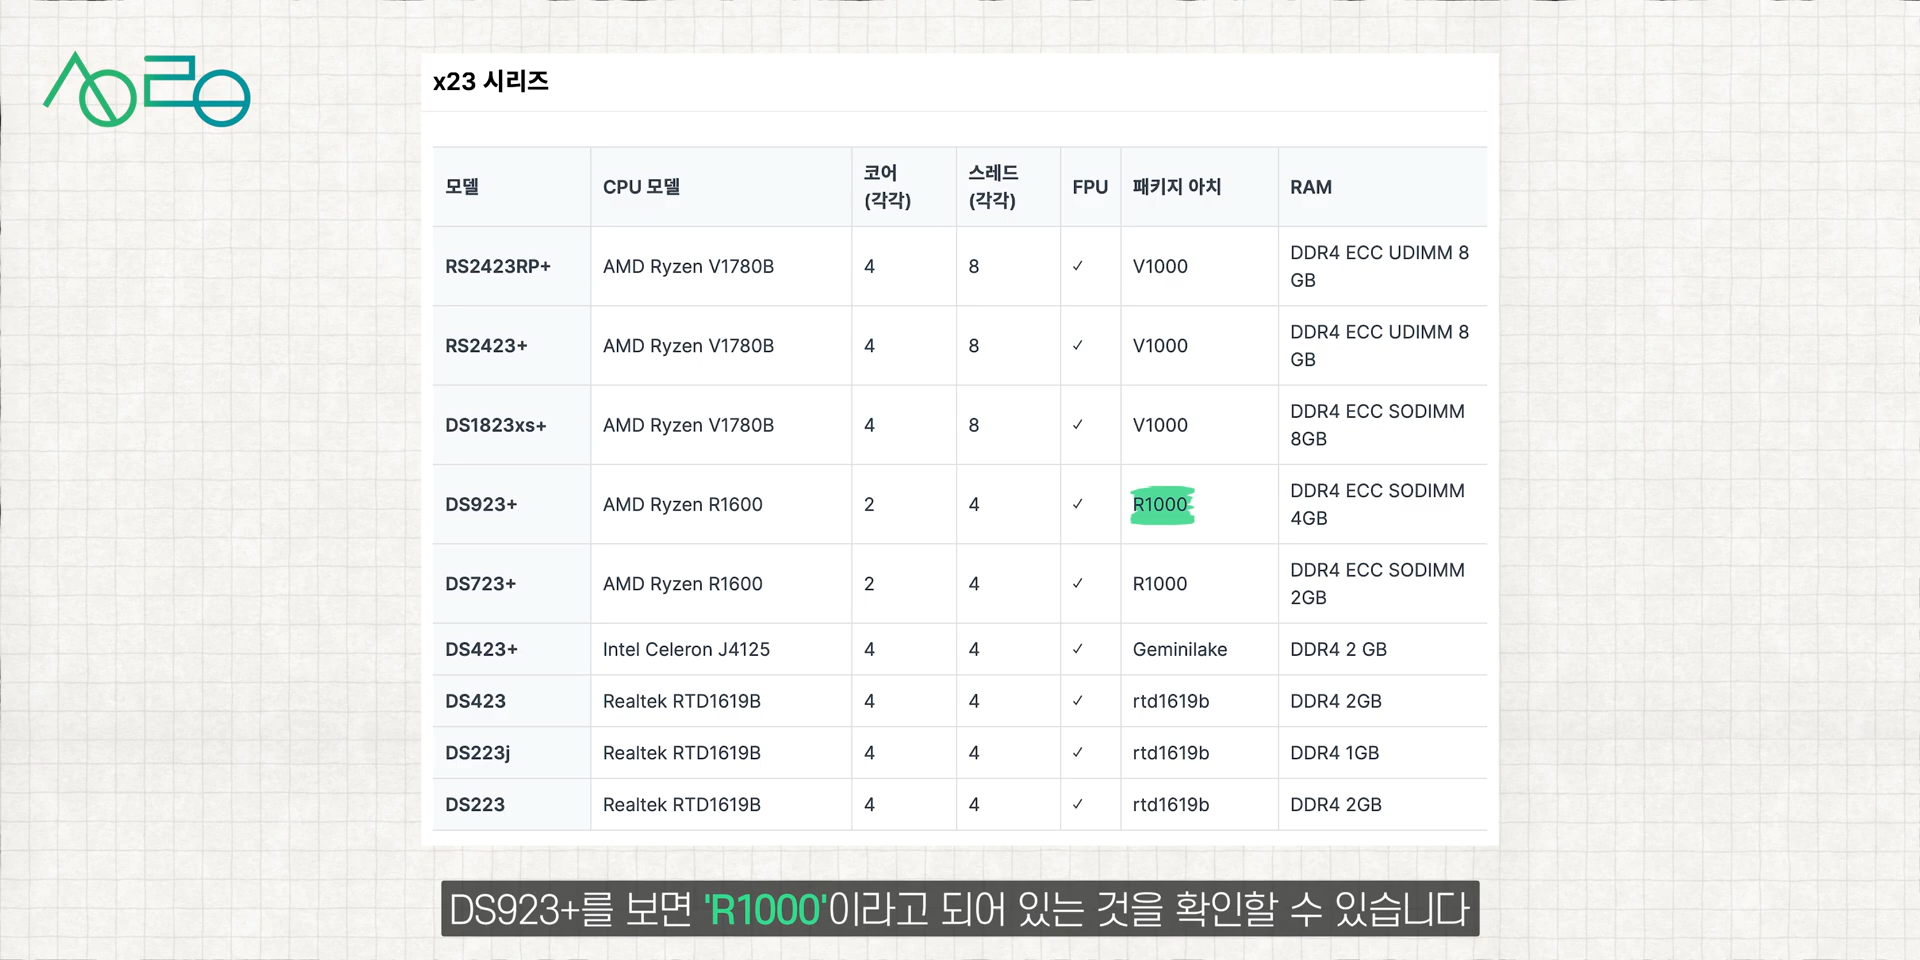 x23 시리즈
모델 CPU 모델 코어 (각각) 스레드 (각각) FPU 패키지 아치 RAM
RS2423RP+ AMD Ryzen V1780B 4 8 ✓ V1000 DDR4 ECC UDIMM 8 GB
RS2423+ AMD Ryzen V1780B 4 8 ✓ V1000 DDR4 ECC UDIMM 8 GB
DS1823xs+ AMD Ryzen V1780B 4 8 ✓ V1000 DDR4 ECC SODIMM 8GB
DS923+ AMD Ryzen R1600 2 4 ✓ R1000 DDR4 ECC SODIMM 4GB
DS723+ AMD Ryzen R1600 2 4 ✓ R1000 DDR4 ECC SODIMM 2GB
DS423+ Intel Celeron J4125 4 4 ✓ Geminilake DDR4 2 GB
DS423 Realtek RTD1619B 4 4 ✓ rtd1619b DDR4 2GB
DS223j Realtek RTD1619B 4 4 ✓ rtd1619b DDR4 1GB
DS223 Realtek RTD1619B 4 4 ✓ rtd1619b DDR4 2GB
DS923+를 보면 'R1000'이라고 되어 있는 것을 확인할 수 있습니다